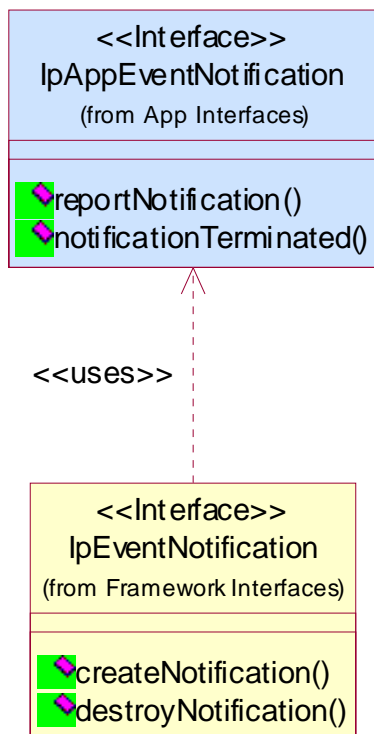 <<Interface>>
IpAppEventNotification
(from App Interfaces)
reportNotification()
notificationTerminated()
<<uses>>
<<Interface>>
IpEventNotification
(from Framework Interfaces)
createNotification()
destroyNotification()